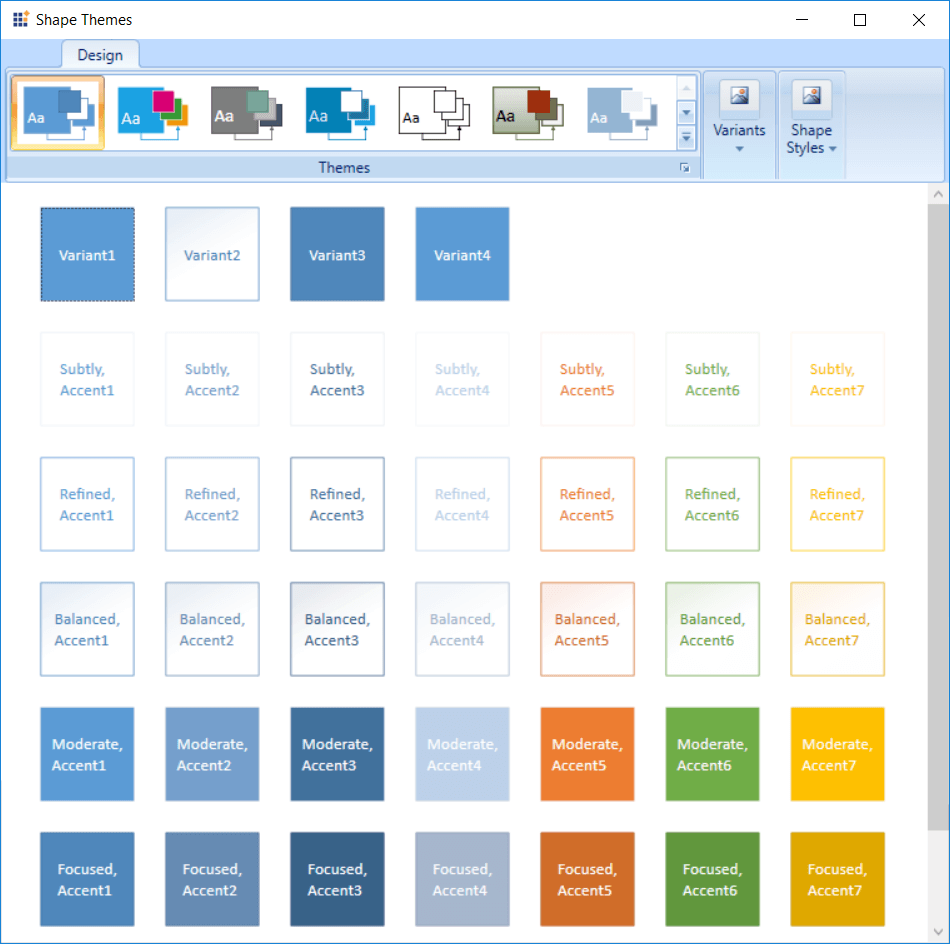 Shape Themes
Design
Aa Aa Aa Aa Aa Aa Aa
Variants
Shape
Styles
Themes
Variant1 Variant2 Variant3 Variant4
Subtly, Subtly, Subtly, Subtly, Subtly, Subtly, Subtly,
Accent1 Accent2 Accent3 Accent4 Accent5 Accent6 Accent7
Refined, Refined, Refined, Refined, Refined, Refined, Refined,
Accent1 Accent2 Accent3 Accent4 Accent5 Accent6 Accent7
Balanced, Balanced, Balanced, Balanced, Balanced, Balanced, Balanced,
Accent1 Accent2 Accent3 Accent4 Accent5 Accent6 Accent7
Moderate, Moderate, Moderate, Moderate, Moderate, Moderate, Moderate,
Accent1 Accent2 Accent3 Accent4 Accent5 Accent6 Accent7
Focused, Focused, Focused, Focused, Focused, Focused, Focused,
Accent1 Accent2 Accent3 Accent4 Accent5 Accent6 Accent7